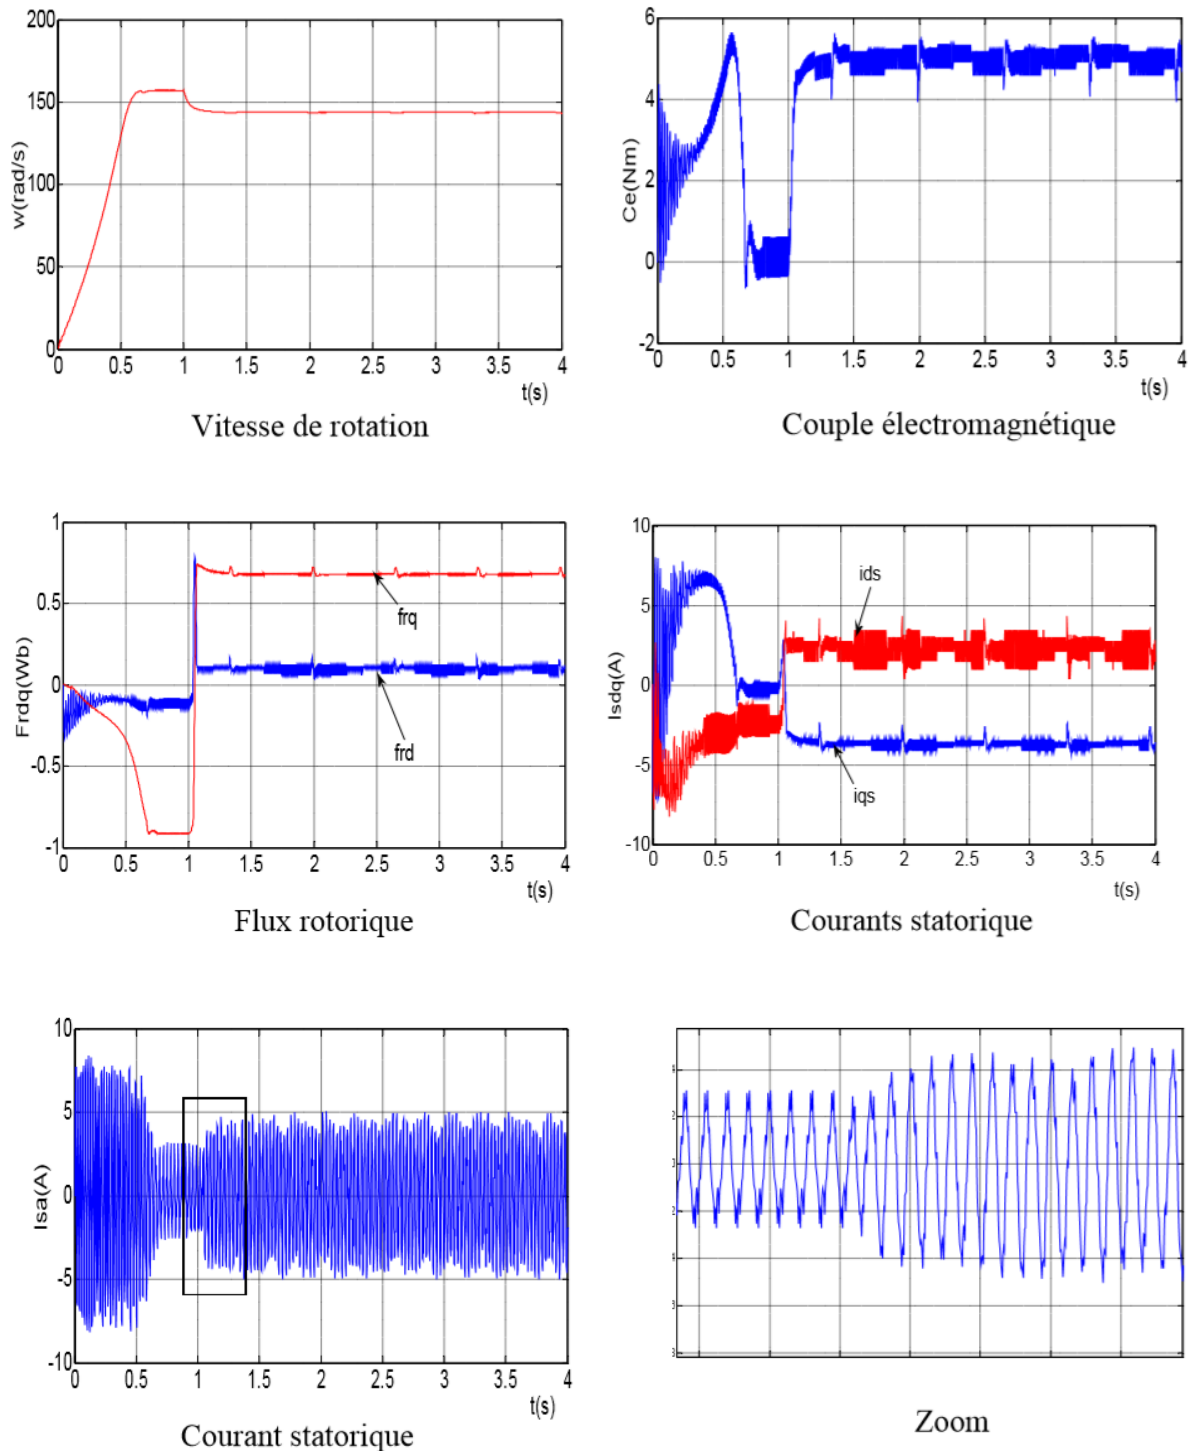 200
150
100
50
0
w(rad/s)
0 0.5 1 1.5 2 2.5 3 3.5 4
t(s)
Vitesse de rotation
6
4
2
0
-2
Ce(Nm)
0 0.5 1 1.5 2 2.5 3 3.5 4
t(s)
Couple électromagnétique
1
0.5
0
-0.5
-1
Frdq(Wb)
frq
frd
0 0.5 1 1.5 2 2.5 3 3.5 4
t(s)
Flux rotorique
10
5
0
-5
-10
Isdq(A)
ids
iqs
0 0.5 1 1.5 2 2.5 3 3.5 4
t(s)
Courants statorique
10
5
0
-5
-10
Isa(A)
0 0.5 1 1.5 2 2.5 3 3.5 4
t(s)
Courant statorique
Zoom